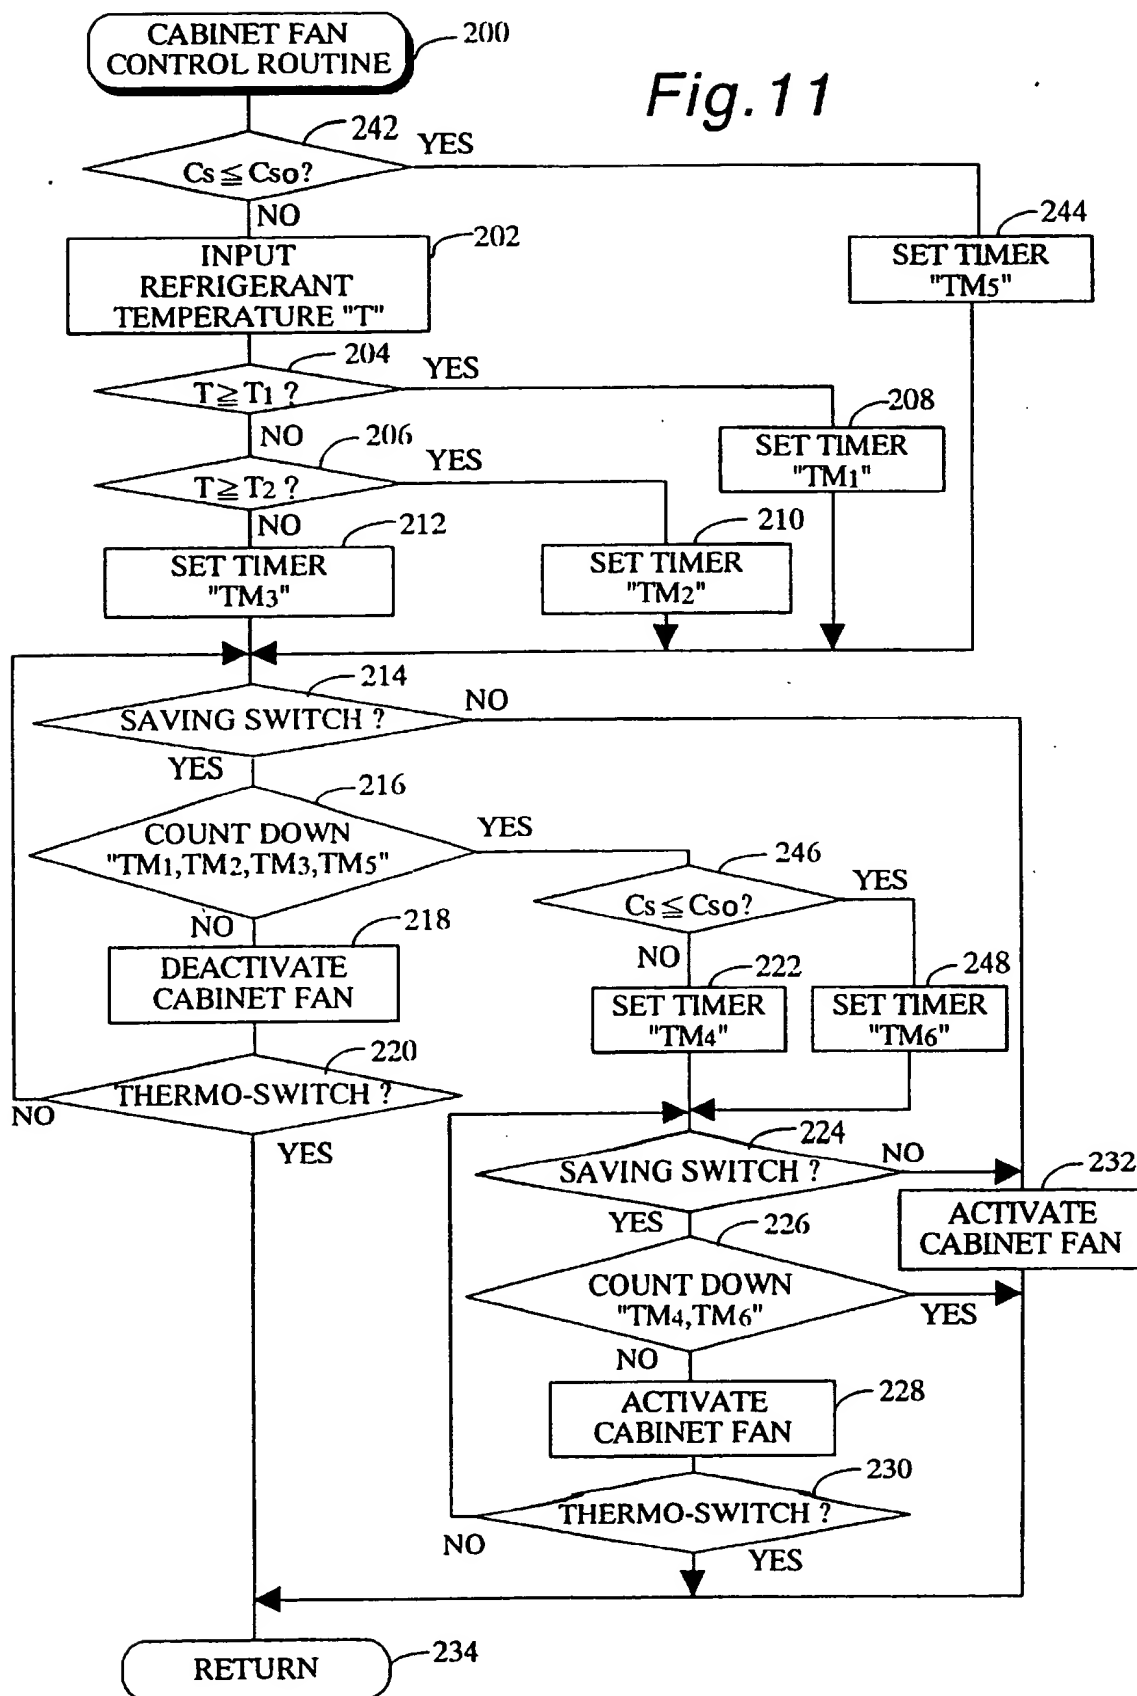 CABINET FAN
CONTROL ROUTINE
200
Fig.11
242
YES
Cs ≦ Cso?
NO
202
244
INPUT
REFRIGERANT
TEMPERATURE "T"
SET TIMER
"TM5"
204
YES
T ≧ T1 ?
208
NO
206
YES
SET TIMER
"TM1"
T ≧ T2 ?
NO
212
210
SET TIMER
"TM3"
SET TIMER
"TM2"
214
NO
SAVING SWITCH ?
YES
216
COUNT DOWN
"TM1,TM2,TM3,TM5"
YES
246
YES
Cs ≦ Cso?
NO
218
NO
222
248
DEACTIVATE
CABINET FAN
SET TIMER
"TM4"
SET TIMER
"TM6"
220
THERMO-SWITCH ?
NO
YES
224
NO
SAVING SWITCH ?
232
YES
226
ACTIVATE
CABINET FAN
COUNT DOWN
"TM4,TM6"
YES
NO
228
ACTIVATE
CABINET FAN
230
THERMO-SWITCH ?
NO
YES
RETURN
234